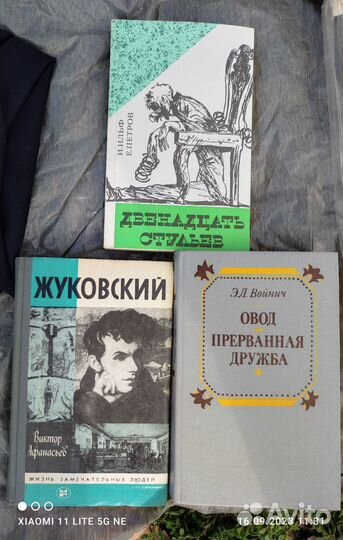 И. ИЛЬФ
Е. ПЕТРОВ
ДВЕНАДЦАТЬ
СТУЛЬЕВ
ЖУКОВСКИЙ
Виктор
Афанасьев
ЖИЗНЬ ЗАМЕЧАТЕЛЬНЫХ ЛЮДЕЙ
Э.Л. Войнич
ОВОД
ПРЕРВАННАЯ
ДРУЖБА
XIAOMI 11 LITE 5G NE
16.09.2023 11:31
Avito